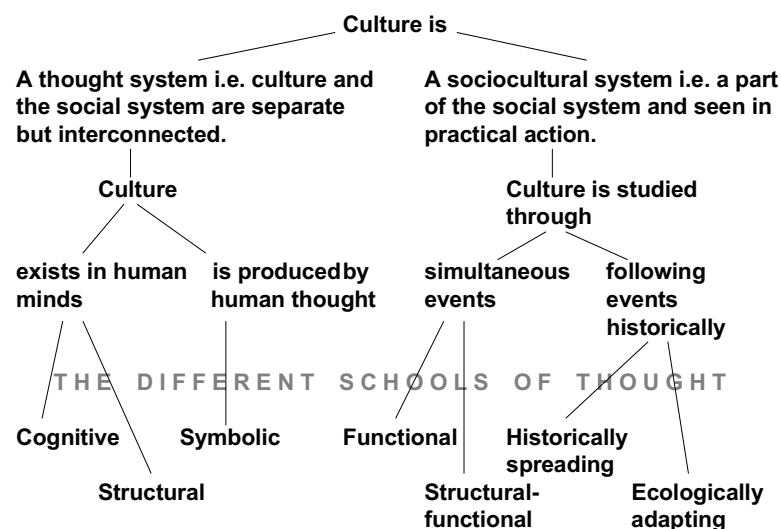 Culture is
A thought system i.e. culture and
the social system are separate
but interconnected.
A sociocultural system i.e. a part
of the social system and seen in
practical action.
Culture
Culture is studied
through
exists in human
minds
is producedby
human thought
simultaneous
events
following
events
historically
THE DIFFERENT SCHOOLS OF THOUGHT
Cognitive
Symbolic
Functional
Historically
spreading
Structural
Structural-
functional
Ecologically
adapting